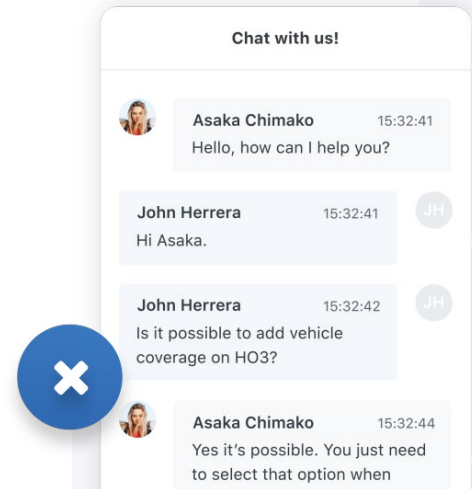 Chat with us!
Asaka Chimako 15:32:41
Hello, how can I help you?
John Herrera 15:32:41
JH
Hi Asaka.
John Herrera 15:32:42
JH
Is it possible to add vehicle
coverage on HO3?
Asaka Chimako 15:32:44
Yes it’s possible. You just need
to select that option when